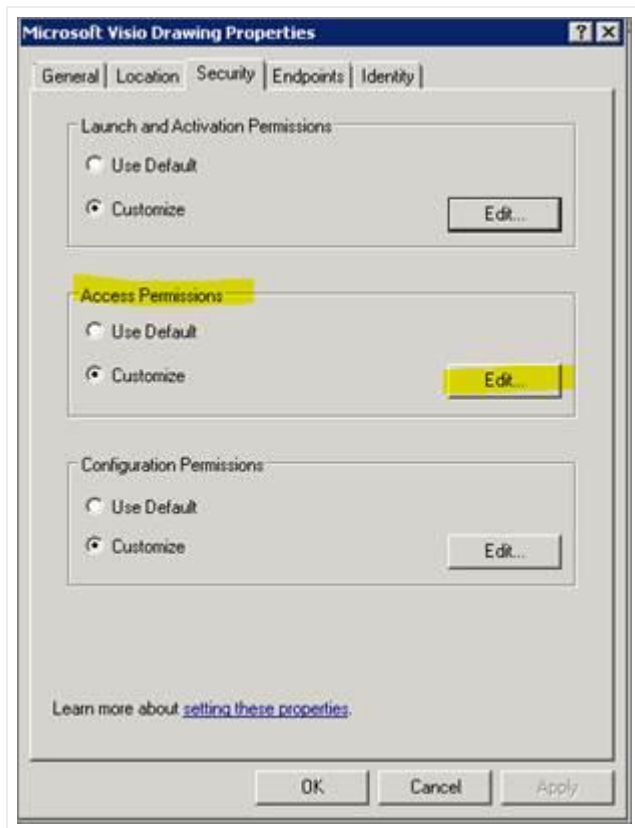 Microsoft Visio Drawing Properties ? X
General Location Security Endpoints Identity
Launch and Activation Permissions
Use Default
Customize
Edit...
Access Permissions
Use Default
Customize
Edit...
Configuration Permissions
Use Default
Customize
Edit...
Learn more about setting these properties.
OK Cancel Apply